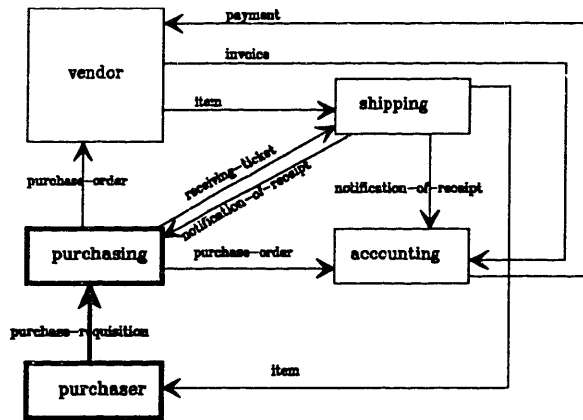 payment
invoice
vendor
item
shipping
receiving-ticket
notification-of-receipt
purchase-order
notification-of-receipt
purchasing
purchase-order
accounting
purchase-requisition
purchaser
item